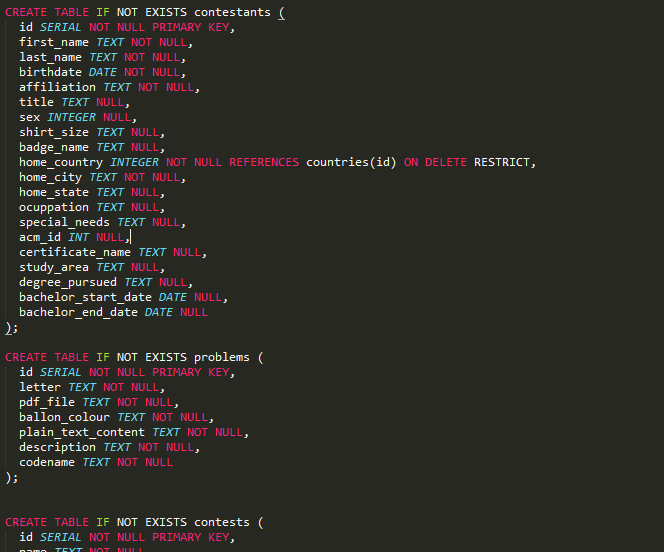 CREATE TABLE IF NOT EXISTS contestants (
id SERIAL NOT NULL PRIMARY KEY,
first_name TEXT NOT NULL,
last_name TEXT NOT NULL,
birthdate DATE NOT NULL,
affiliation TEXT NOT NULL,
title TEXT NULL,
sex INTEGER NULL,
shirt_size TEXT NULL,
badge_name TEXT NULL,
home_country INTEGER NOT NULL REFERENCES countries(id) ON DELETE RESTRICT,
home_city TEXT NOT NULL,
home_state TEXT NULL,
ocuppation TEXT NULL,
special_needs TEXT NULL,
acm_id INT NULL,
certificate_name TEXT NULL,
study_area TEXT NULL,
degree_pursued TEXT NULL,
bachelor_start_date DATE NULL,
bachelor_end_date DATE NULL
);
CREATE TABLE IF NOT EXISTS problems (
id SERIAL NOT NULL PRIMARY KEY,
letter TEXT NOT NULL,
pdf_file TEXT NOT NULL,
ballon_colour TEXT NOT NULL,
plain_text_content TEXT NOT NULL,
description TEXT NOT NULL,
codename TEXT NOT NULL
);
CREATE TABLE IF NOT EXISTS contests (
id SERIAL NOT NULL PRIMARY KEY,
name TEXT NOT NULL,